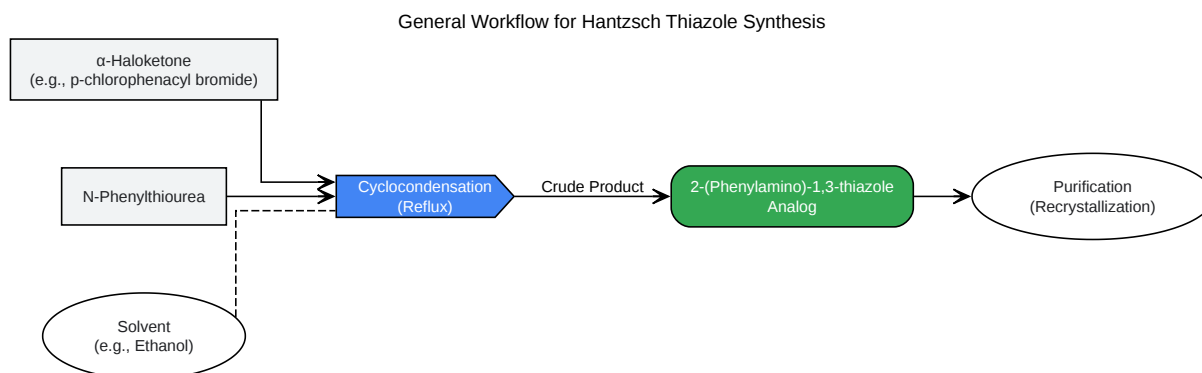 General Workflow for Hantzsch Thiazole Synthesis
α-Haloketone
(e.g., p-chlorophenacyl bromide)
N-Phenylthiourea
Cyclocondensation
(Reflux)
Crude Product
2-(Phenylamino)-1,3-thiazole
Analog
Purification
(Recrystallization)
Solvent
(e.g., Ethanol)